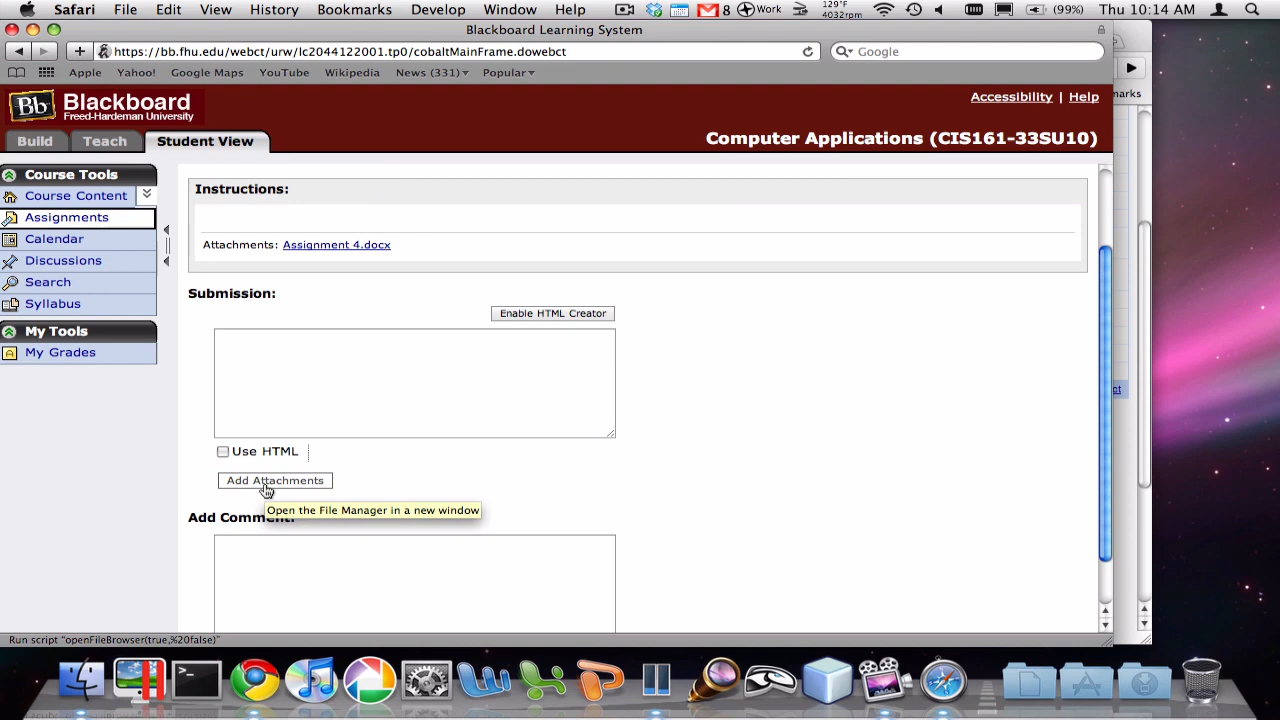 Safari File Edit View History Bookmarks Develop Window Help 8 Work 129°F 4032rpm (99%) Thu 10:14 AM
Blackboard Learning System
https://bb.fhu.edu/webct/urw/lc2044122001.tp0/cobaltMainFrame.dowebct
Google
Apple Yahoo! Google Maps YouTube Wikipedia News (331) Popular
marks
Bb Blackboard
Freed-Hardeman University
Accessibility | Help
Build Teach Student View
Computer Applications (CIS161-33SU10)
Course Tools
Course Content
Assignments
Calendar
Discussions
Search
Syllabus
My Tools
My Grades
Instructions:
Attachments: Assignment 4.docx
Submission:
Enable HTML Creator
Use HTML
Add Attachments
Open the File Manager in a new window
Add Comment:
ct
Run script "openFileBrowser(true,%20false)"